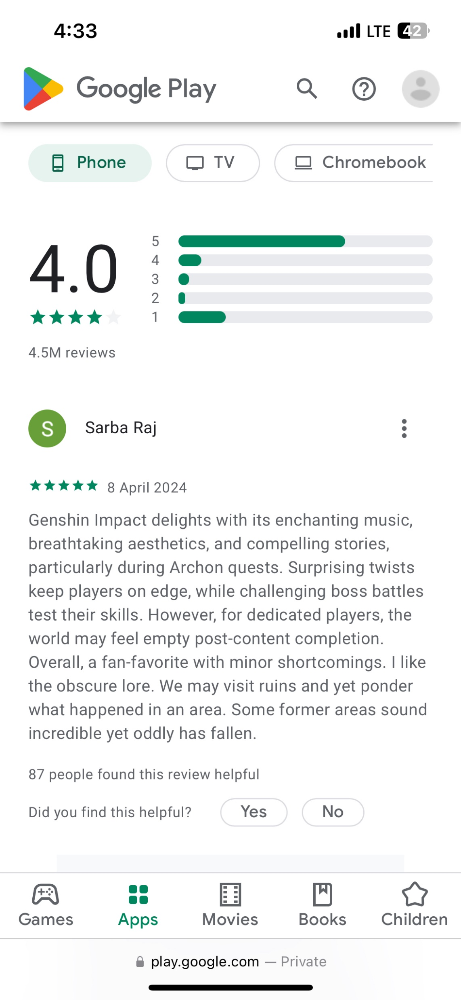 4:33 LTE 42
Google Play
Phone TV Chromebook
4.0
5
4
3
2
1
4.5M reviews
S Sarba Raj
8 April 2024
Genshin Impact delights with its enchanting music,
breathtaking aesthetics, and compelling stories,
particularly during Archon quests. Surprising twists
keep players on edge, while challenging boss battles
test their skills. However, for dedicated players, the
world may feel empty post-content completion.
Overall, a fan-favorite with minor shortcomings. I like
the obscure lore. We may visit ruins and yet ponder
what happened in an area. Some former areas sound
incredible yet oddly has fallen.
87 people found this review helpful
Did you find this helpful? Yes No
Games Apps Movies Books Children
play.google.com — Private